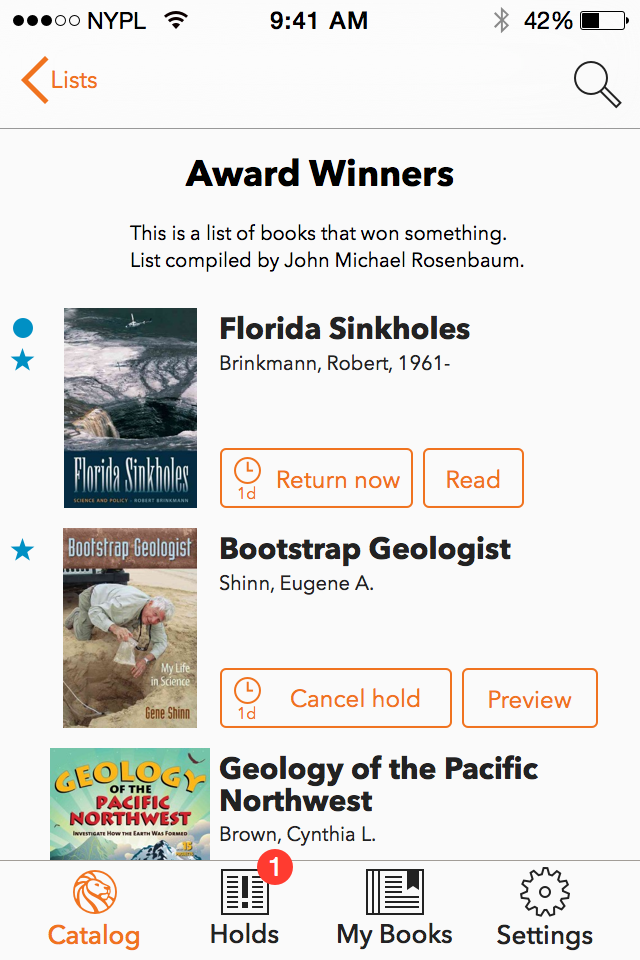 NYPL 9:41 AM 42%
Lists
Award Winners
This is a list of books that won something.
List compiled by John Michael Rosenbaum.
Florida Sinkholes
SCIENCE AND POLICY • ROBERT BRINKMANN
Florida Sinkholes
Brinkmann, Robert, 1961-
1d Return now Read
Bootstrap Geologist
My Life
in Science
Gene Shinn
Bootstrap Geologist
Shinn, Eugene A.
1d Cancel hold Preview
GEOLOGY
OF THE
PACIFIC
NORTHWEST
INVESTIGATE HOW THE EARTH WAS FORMED
15
Geology of the Pacific
Northwest
Brown, Cynthia L.
1
Catalog Holds My Books Settings